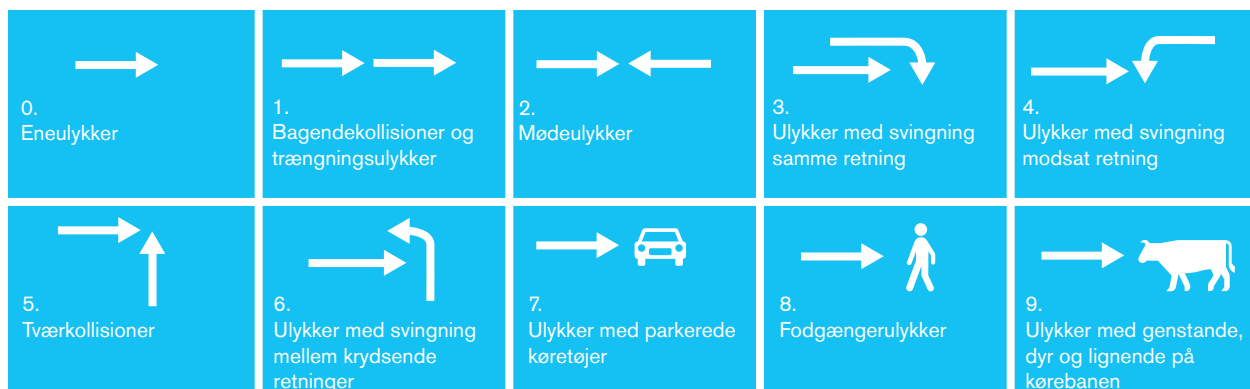 0.
Eneulykker
1.
Bagendekollisioner og
trængningsulykker
2.
Mødeulykker
3.
Ulykker med svingning
samme retning
4.
Ulykker med svingning
modsat retning
5.
Tværkollisioner
6.
Ulykker med svingning
mellem krydsende
retninger
7.
Ulykker med parkerede
køretøjer
8.
Fodgængerulykker
9.
Ulykker med genstande,
dyr og lignende på
kørebanen